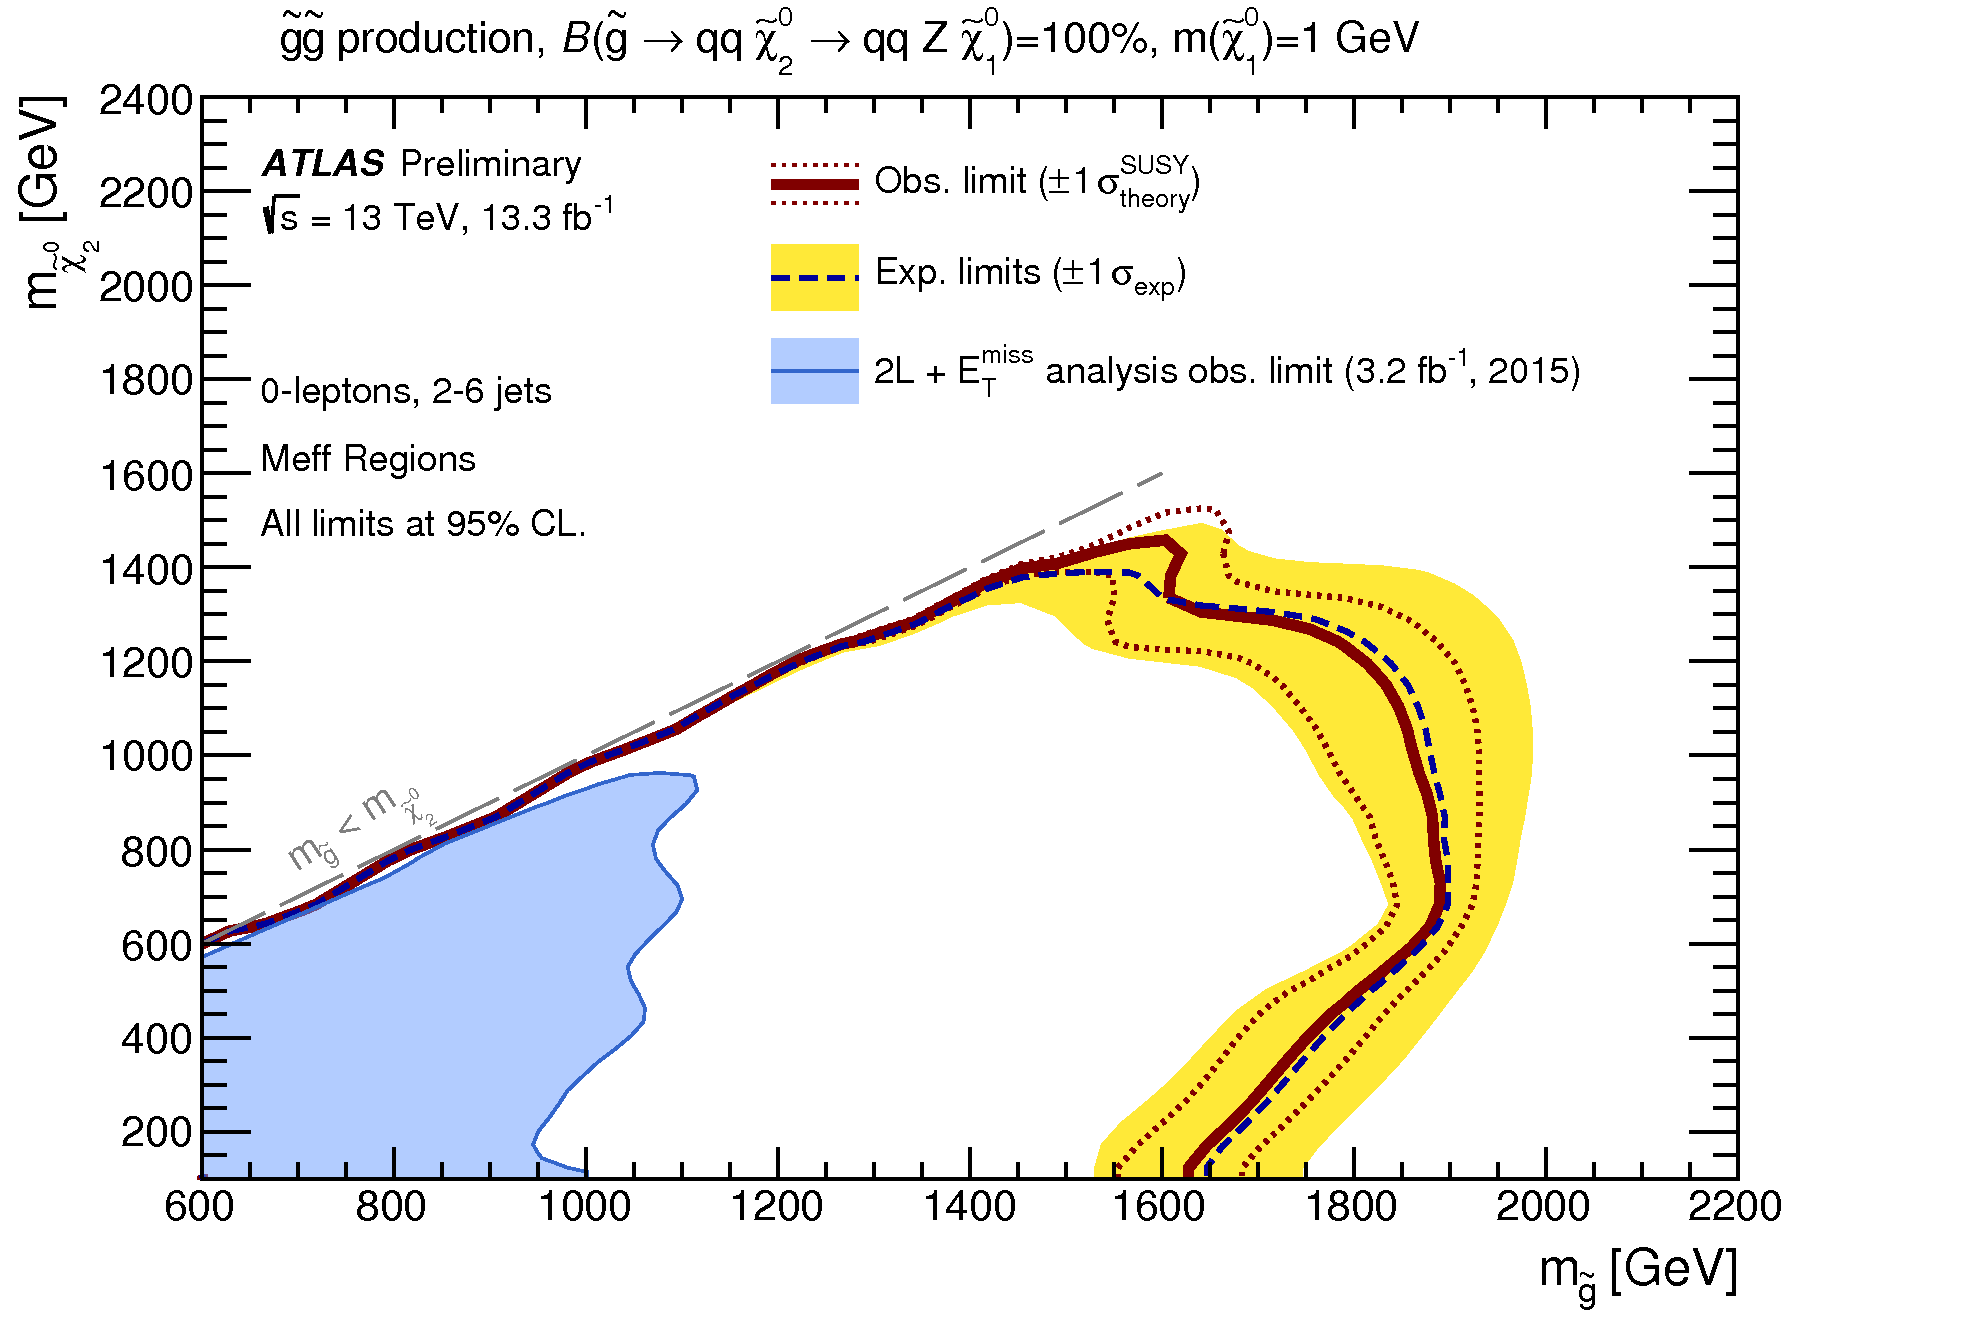 g̃g̃ production, B(g̃ → qq χ̃⁰₂ → qq Z χ̃⁰₁)=100%, m(χ̃⁰₁)=1 GeV
m_χ̃⁰₂ [GeV]
2400
2200
2000
1800
1600
1400
1200
1000
800
600
400
200
ATLAS Preliminary
√s = 13 TeV, 13.3 fb⁻¹
0-leptons, 2-6 jets
Meff Regions
All limits at 95% CL.
Obs. limit (±1 σ^SUSY_theory)
Exp. limits (±1 σ_exp)
2L + E_T^miss analysis obs. limit (3.2 fb⁻¹, 2015)
m_g̃ < m_χ̃⁰₂
600 800 1000 1200 1400 1600 1800 2000 2200
m_g̃ [GeV]